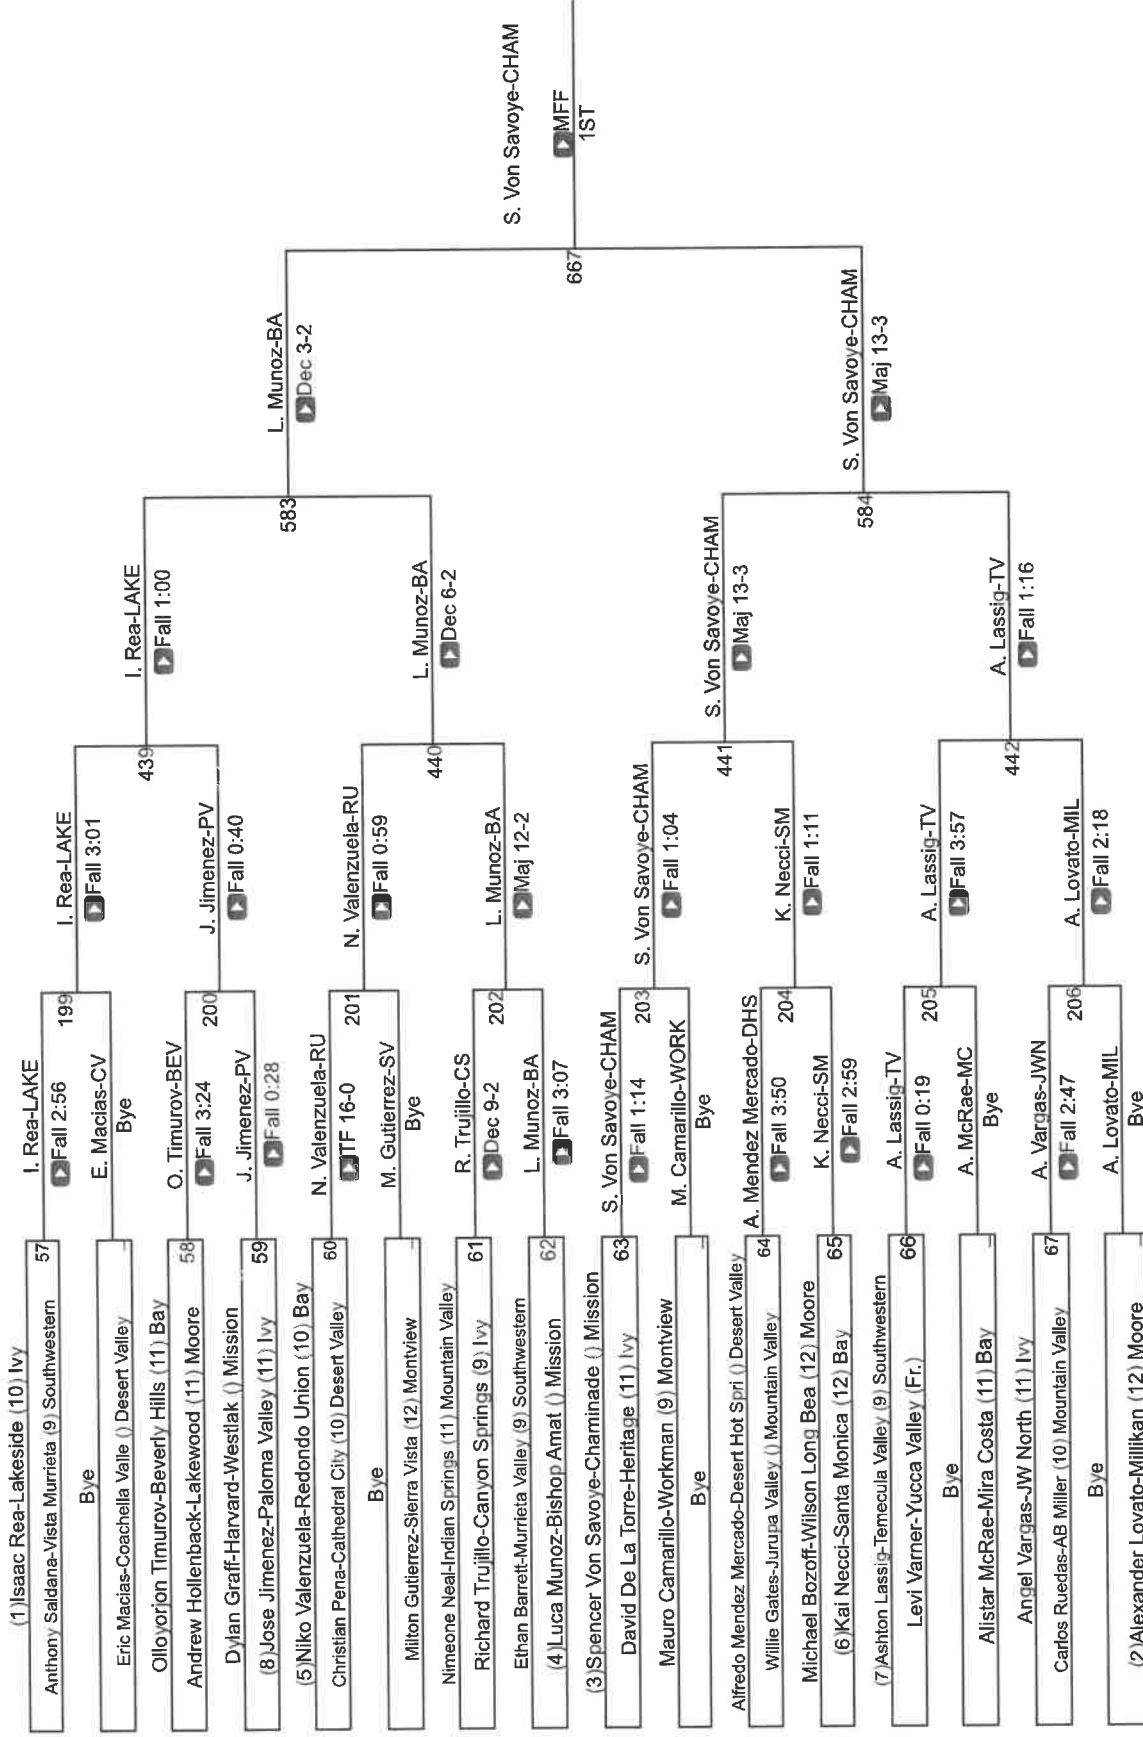 (1)Isaac Rea-Lakeside (10) Ivy
57
Anthony Saldana-Vista Murrieta (9) Southwestern
Bye
Eric Macias-Coachella Valle () Desert Valley
Olloyorjon Timurov-Beverly Hills (11) Bay
58
Andrew Hollenback-Lakewood (11) Moore
Dylan Graff-Harvard-Westlak () Mission
59
(8)Jose Jimenez-Paloma Valley (11) Ivy
(5)Niko Valenzuela-Redondo Union (10) Bay
60
Christian Pena-Cathedral City (10) Desert Valley
Bye
Milton Gutierrez-Sierra Vista (12) Montview
Nimeone Neal-Indian Springs (11) Mountain Valley
61
Richard Trujillo-Canyon Springs (9) Ivy
Ethan Barrett-Murrieta Valley (9) Southwestern
62
(4)Luca Munoz-Bishop Amat () Mission
(3)Spencer Von Savoye-Chaminade () Mission
63
David De La Torre-Heritage (11) Ivy
Mauro Camarillo-Workman (9) Montview
Bye
Alfredo Mendez Mercado-Desert Hot Spri () Desert Valley
64
Willie Gates-Jurupa Valley () Mountain Valley
Michael Bozoff-Wilson Long Bea (12) Moore
65
(6)Kai Necci-Santa Monica (12) Bay
(7)Ashton Lassig-Temecula Valley (9) Southwestern
66
Levi Varner-Yucca Valley (Fr.)
Bye
Alistar McRae-Mira Costa (11) Bay
Angel Vargas-JW North (11) Ivy
67
Carlos Ruedas-AB Miller (10) Mountain Valley
Bye
(2)Alexander Lovato-Millikan (12) Moore
I. Rea-LAKE
Fall 2:56
199
E. Macias-CV
Bye
O. Timurov-BEV
Fall 3:24
200
J. Jimenez-PV
Fall 0:28
N. Valenzuela-RU
TF 16-0
201
M. Gutierrez-SV
Bye
R. Trujillo-CS
Dec 9-2
202
L. Munoz-BA
Fall 3:07
S. Von Savoye-CHAM
Fall 1:14
203
M. Camarillo-WORK
Bye
A. Mendez Mercado-DHS
Fall 3:50
204
K. Necci-SM
Fall 2:59
A. Lassig-TV
Fall 0:19
205
A. McRae-MC
Bye
A. Vargas-JWN
Fall 2:47
206
A. Lovato-MIL
Bye
I. Rea-LAKE
Fall 3:01
439
J. Jimenez-PV
Fall 0:40
N. Valenzuela-RU
Fall 0:59
440
L. Munoz-BA
Maj 12-2
S. Von Savoye-CHAM
Fall 1:04
441
K. Necci-SM
Fall 1:11
A. Lassig-TV
Fall 3:57
442
A. Lovato-MIL
Fall 2:18
I. Rea-LAKE
Fall 1:00
583
L. Munoz-BA
Dec 6-2
S. Von Savoye-CHAM
Maj 13-3
584
A. Lassig-TV
Fall 1:16
L. Munoz-BA
Dec 3-2
667
S. Von Savoye-CHAM
Maj 13-3
S. Von Savoye-CHAM
MFF
1ST